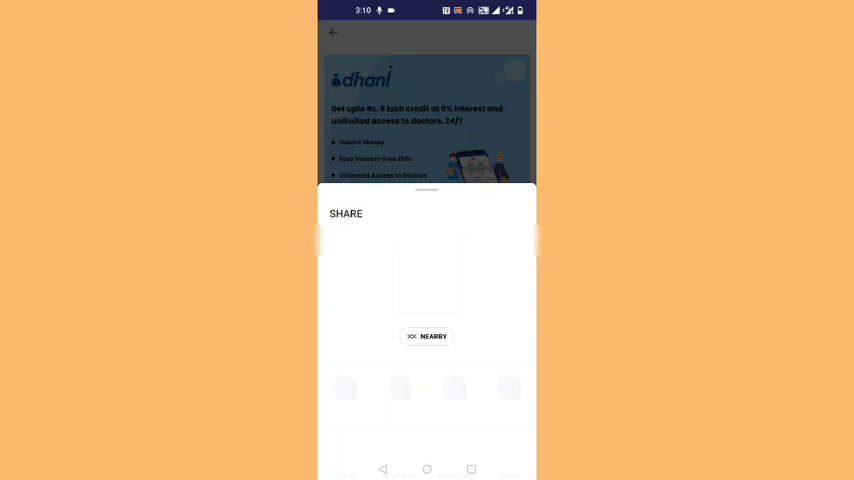 3:10
dhani
Get upto Rs. 5 lakh credit at 0% interest and
unlimited access to doctors, 24/7
Instant Money
Easy Interest-Free EMIs
Unlimited Access to Doctors
SHARE
NEARBY